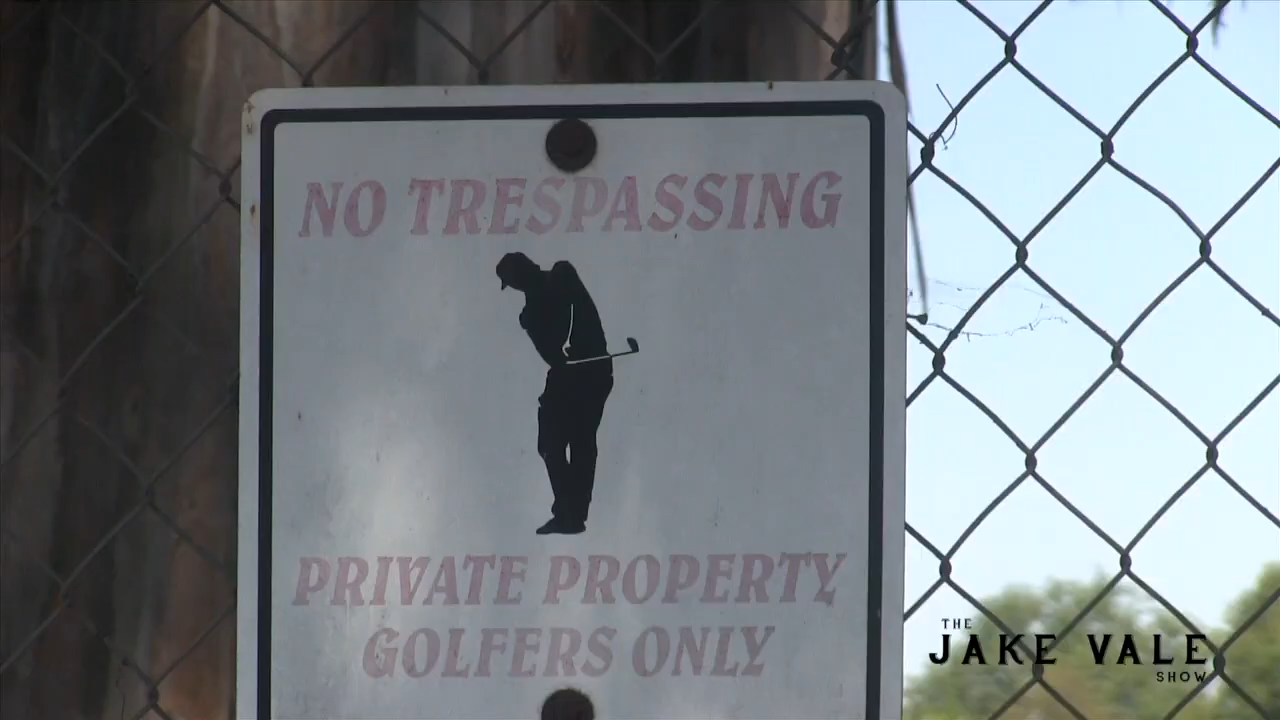 NO TRESPASSING
PRIVATE PROPERTY
GOLFERS ONLY
THE
JAKE VALE
SHOW